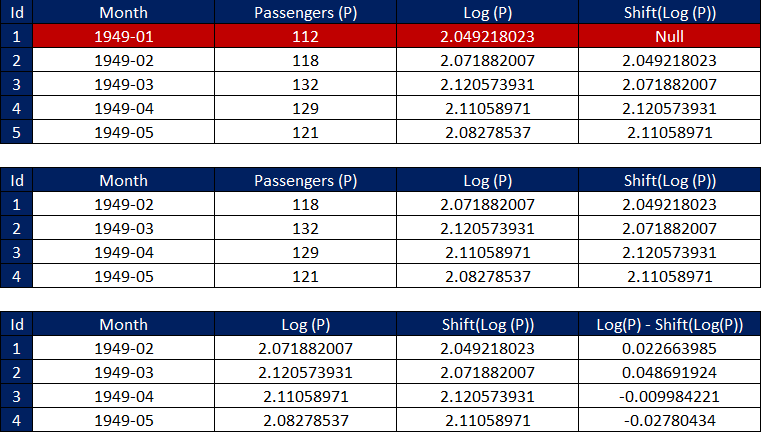 Id Month Passengers (P) Log (P) Shift(Log (P))
1 1949-01 112 2.049218023 Null
2 1949-02 118 2.071882007 2.049218023
3 1949-03 132 2.120573931 2.071882007
4 1949-04 129 2.11058971 2.120573931
5 1949-05 121 2.08278537 2.11058971
Id Month Passengers (P) Log (P) Shift(Log (P))
1 1949-02 118 2.071882007 2.049218023
2 1949-03 132 2.120573931 2.071882007
3 1949-04 129 2.11058971 2.120573931
4 1949-05 121 2.08278537 2.11058971
Id Month Log (P) Shift(Log (P)) Log(P) - Shift(Log(P))
1 1949-02 2.071882007 2.049218023 0.022663985
2 1949-03 2.120573931 2.071882007 0.048691924
3 1949-04 2.11058971 2.120573931 -0.009984221
4 1949-05 2.08278537 2.11058971 -0.02780434